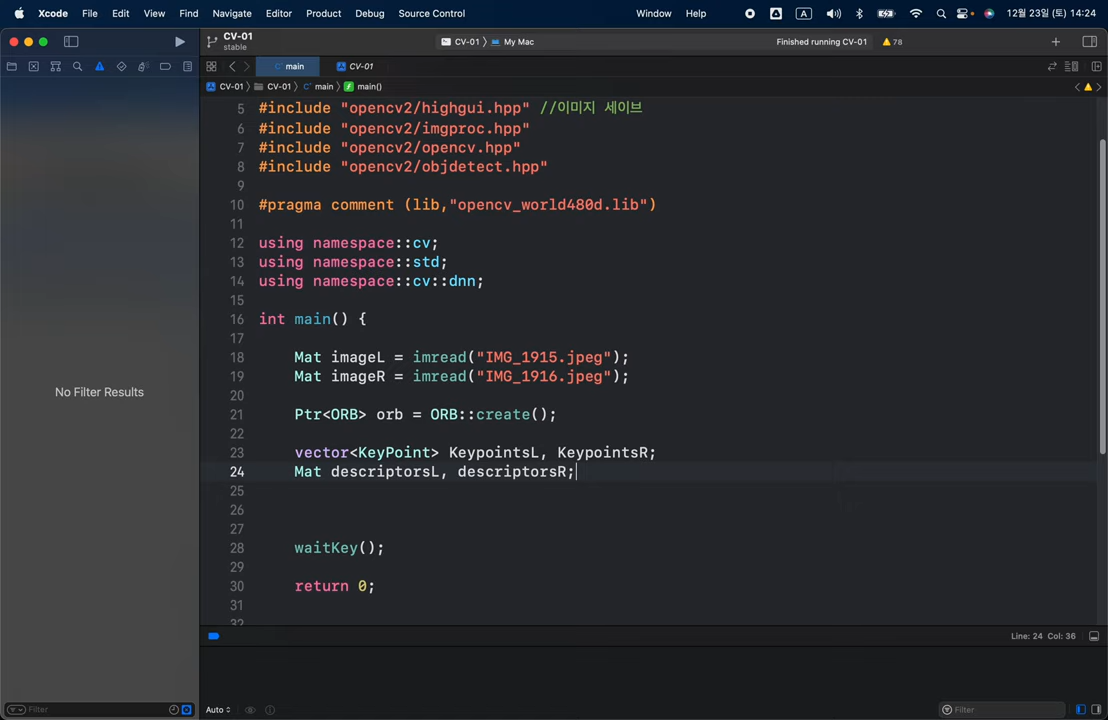 Xcode File Edit View Find Navigate Editor Product Debug Source Control Window Help A 12월 23일 (토) 14:24
CV-01
stable
CV-01 〉 My Mac
Finished running CV-01
78
main
CV-01
CV-01 〉 CV-01 〉 main 〉 main()
5 #include "opencv2/highgui.hpp" //이미지 세이브
6 #include "opencv2/imgproc.hpp"
7 #include "opencv2/opencv.hpp"
8 #include "opencv2/objdetect.hpp"
9
10 #pragma comment (lib,"opencv_world480d.lib")
11
12 using namespace::cv;
13 using namespace::std;
14 using namespace::cv::dnn;
15
16 int main() {
17
18 Mat imageL = imread("IMG_1915.jpeg");
19 Mat imageR = imread("IMG_1916.jpeg");
20
21 Ptr<ORB> orb = ORB::create();
22
23 vector<KeyPoint> KeypointsL, KeypointsR;
24 Mat descriptorsL, descriptorsR;
25
26
27
28 waitKey();
29
30 return 0;
31
32
No Filter Results
Line: 24 Col: 36
Filter
Auto
Filter